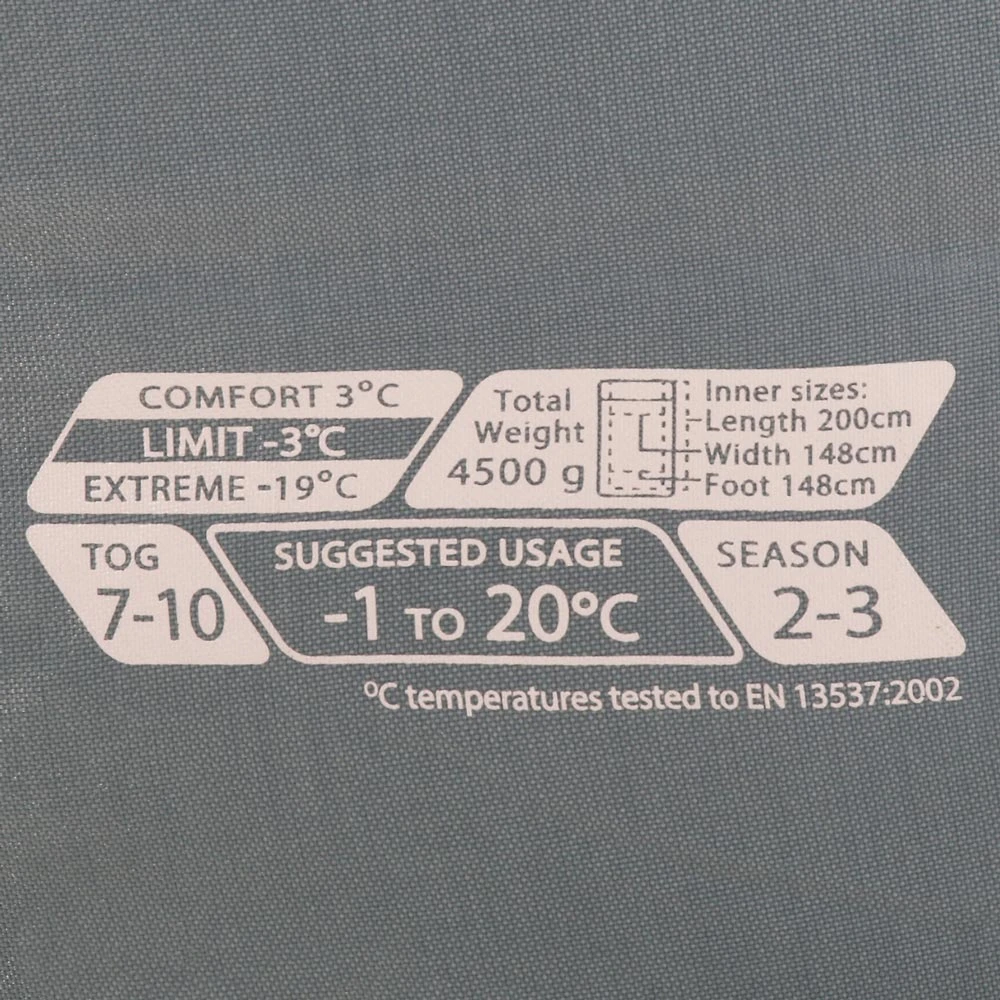 COMFORT 3°C
LIMIT -3°C
EXTREME -19°C
Total
Weight
4500 g
Inner sizes:
Length 200cm
Width 148cm
Foot 148cm
TOG
7-10
SUGGESTED USAGE
-1 TO 20°C
SEASON
2-3
°C temperatures tested to EN 13537:2002